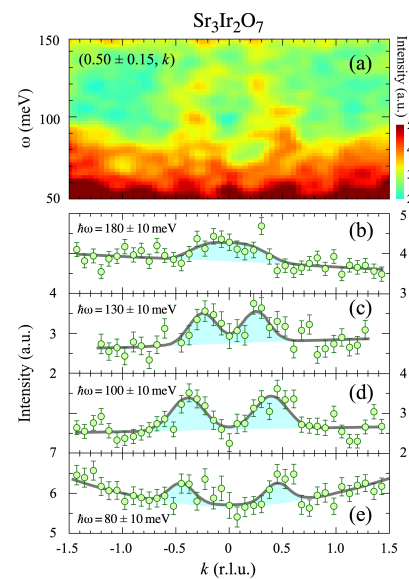 Sr3Ir2O7
150
100
50
ω (meV)
(0.50 ± 0.15, k)
(a)
Intensity (a.u.)
5
4
3
2
(b)
ħω = 180 ± 10 meV
5
4
3
(c)
ħω = 130 ± 10 meV
4
3
2
(d)
ħω = 100 ± 10 meV
4
3
2
7
6
5
(e)
ħω = 80 ± 10 meV
Intensity (a.u.)
-1.5 -1.0 -0.5 0 0.5 1.0 1.5
k (r.l.u.)